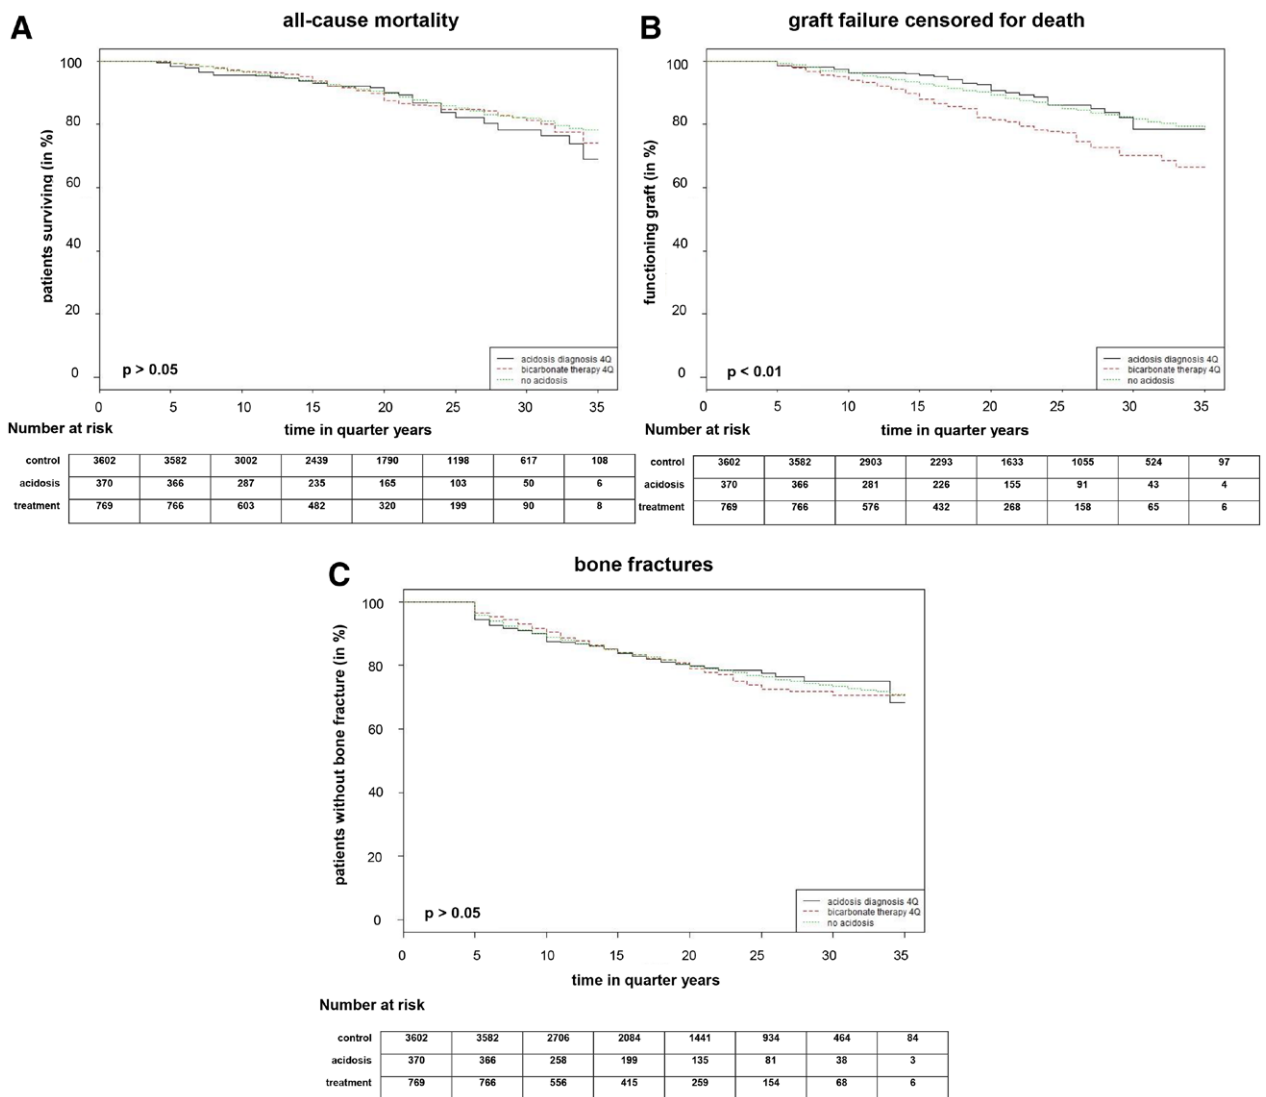 A
all-cause mortality
patients surviving (in %)
100
80
60
40
20
0
p > 0.05
acidosis diagnosis 4Q
bicarbonate therapy 4Q
no acidosis
0 5 10 15 20 25 30 35
time in quarter years
Number at risk
control 3602 3582 3002 2439 1790 1198 617 108
acidosis 370 366 287 235 165 103 50 6
treatment 769 766 603 482 320 199 90 8
B
graft failure censored for death
functioning graft (in %)
100
80
60
40
20
0
p < 0.01
acidosis diagnosis 4Q
bicarbonate therapy 4Q
no acidosis
0 5 10 15 20 25 30 35
time in quarter years
Number at risk
control 3602 3582 2903 2293 1633 1055 524 97
acidosis 370 366 281 226 155 91 43 4
treatment 769 766 576 432 268 158 65 6
C
bone fractures
patients without bone fracture (in %)
100
80
60
40
20
0
p > 0.05
acidosis diagnosis 4Q
bicarbonate therapy 4Q
no acidosis
0 5 10 15 20 25 30 35
time in quarter years
Number at risk
control 3602 3582 2706 2084 1441 934 464 84
acidosis 370 366 258 199 135 81 38 3
treatment 769 766 556 415 259 154 68 6